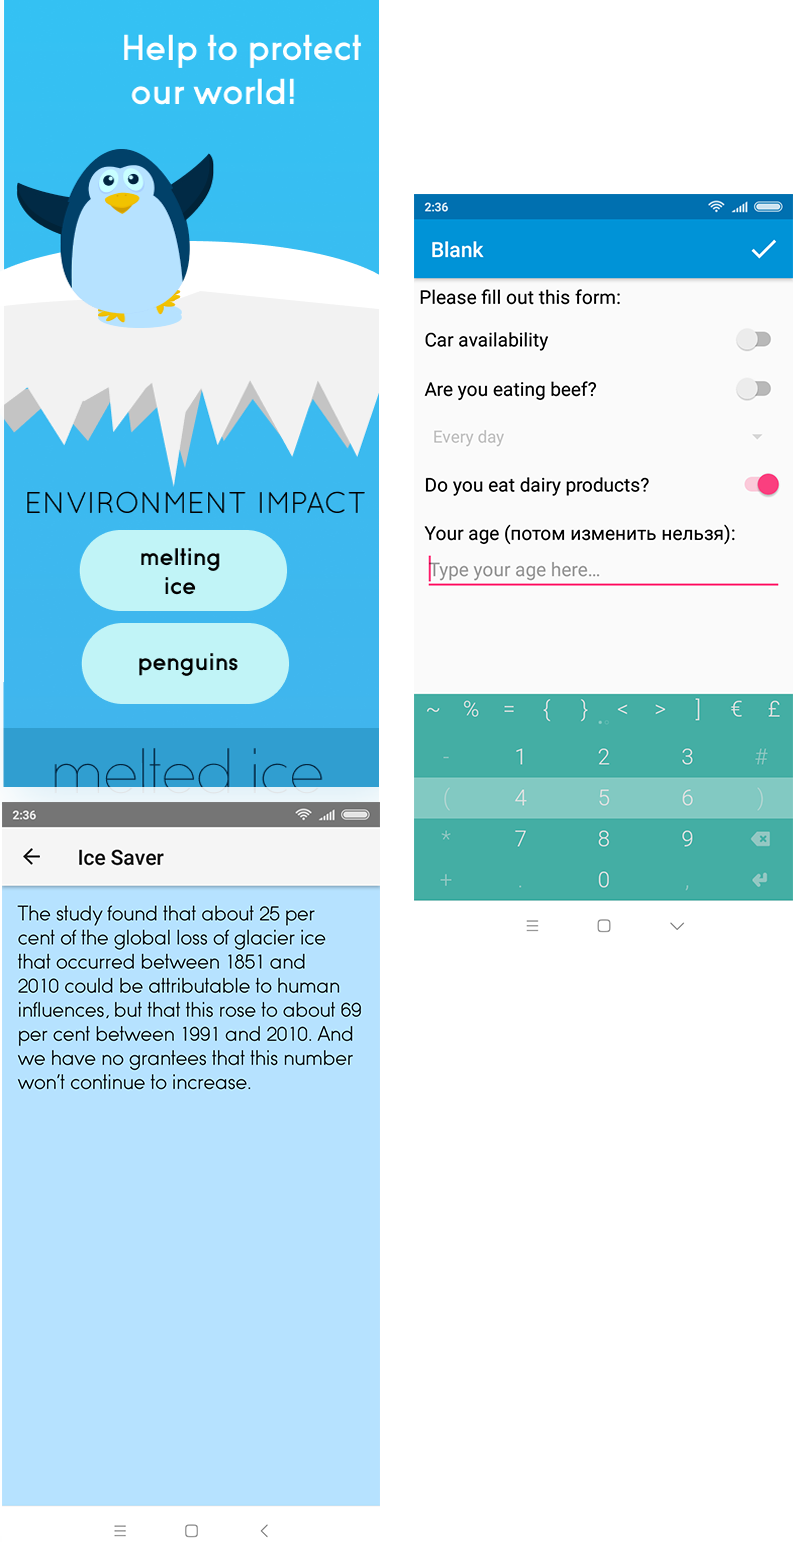 Help to protect
our world!
ENVIRONMENT IMPACT
melting
ice
penguins
melted ice
2:36
Ice Saver
The study found that about 25 per
cent of the global loss of glacier ice
that occurred between 1851 and
2010 could be attributable to human
influences, but that this rose to about 69
per cent between 1991 and 2010. And
we have no grantees that this number
won't continue to increase.
2:36
Blank
Please fill out this form:
Car availability
Are you eating beef?
Every day
Do you eat dairy products?
Your age (потом изменить нельзя):
Type your age here...
~ % = { } < > ] € £
- 1 2 3 #
( 4 5 6 )
* 7 8 9
+ . 0 ,